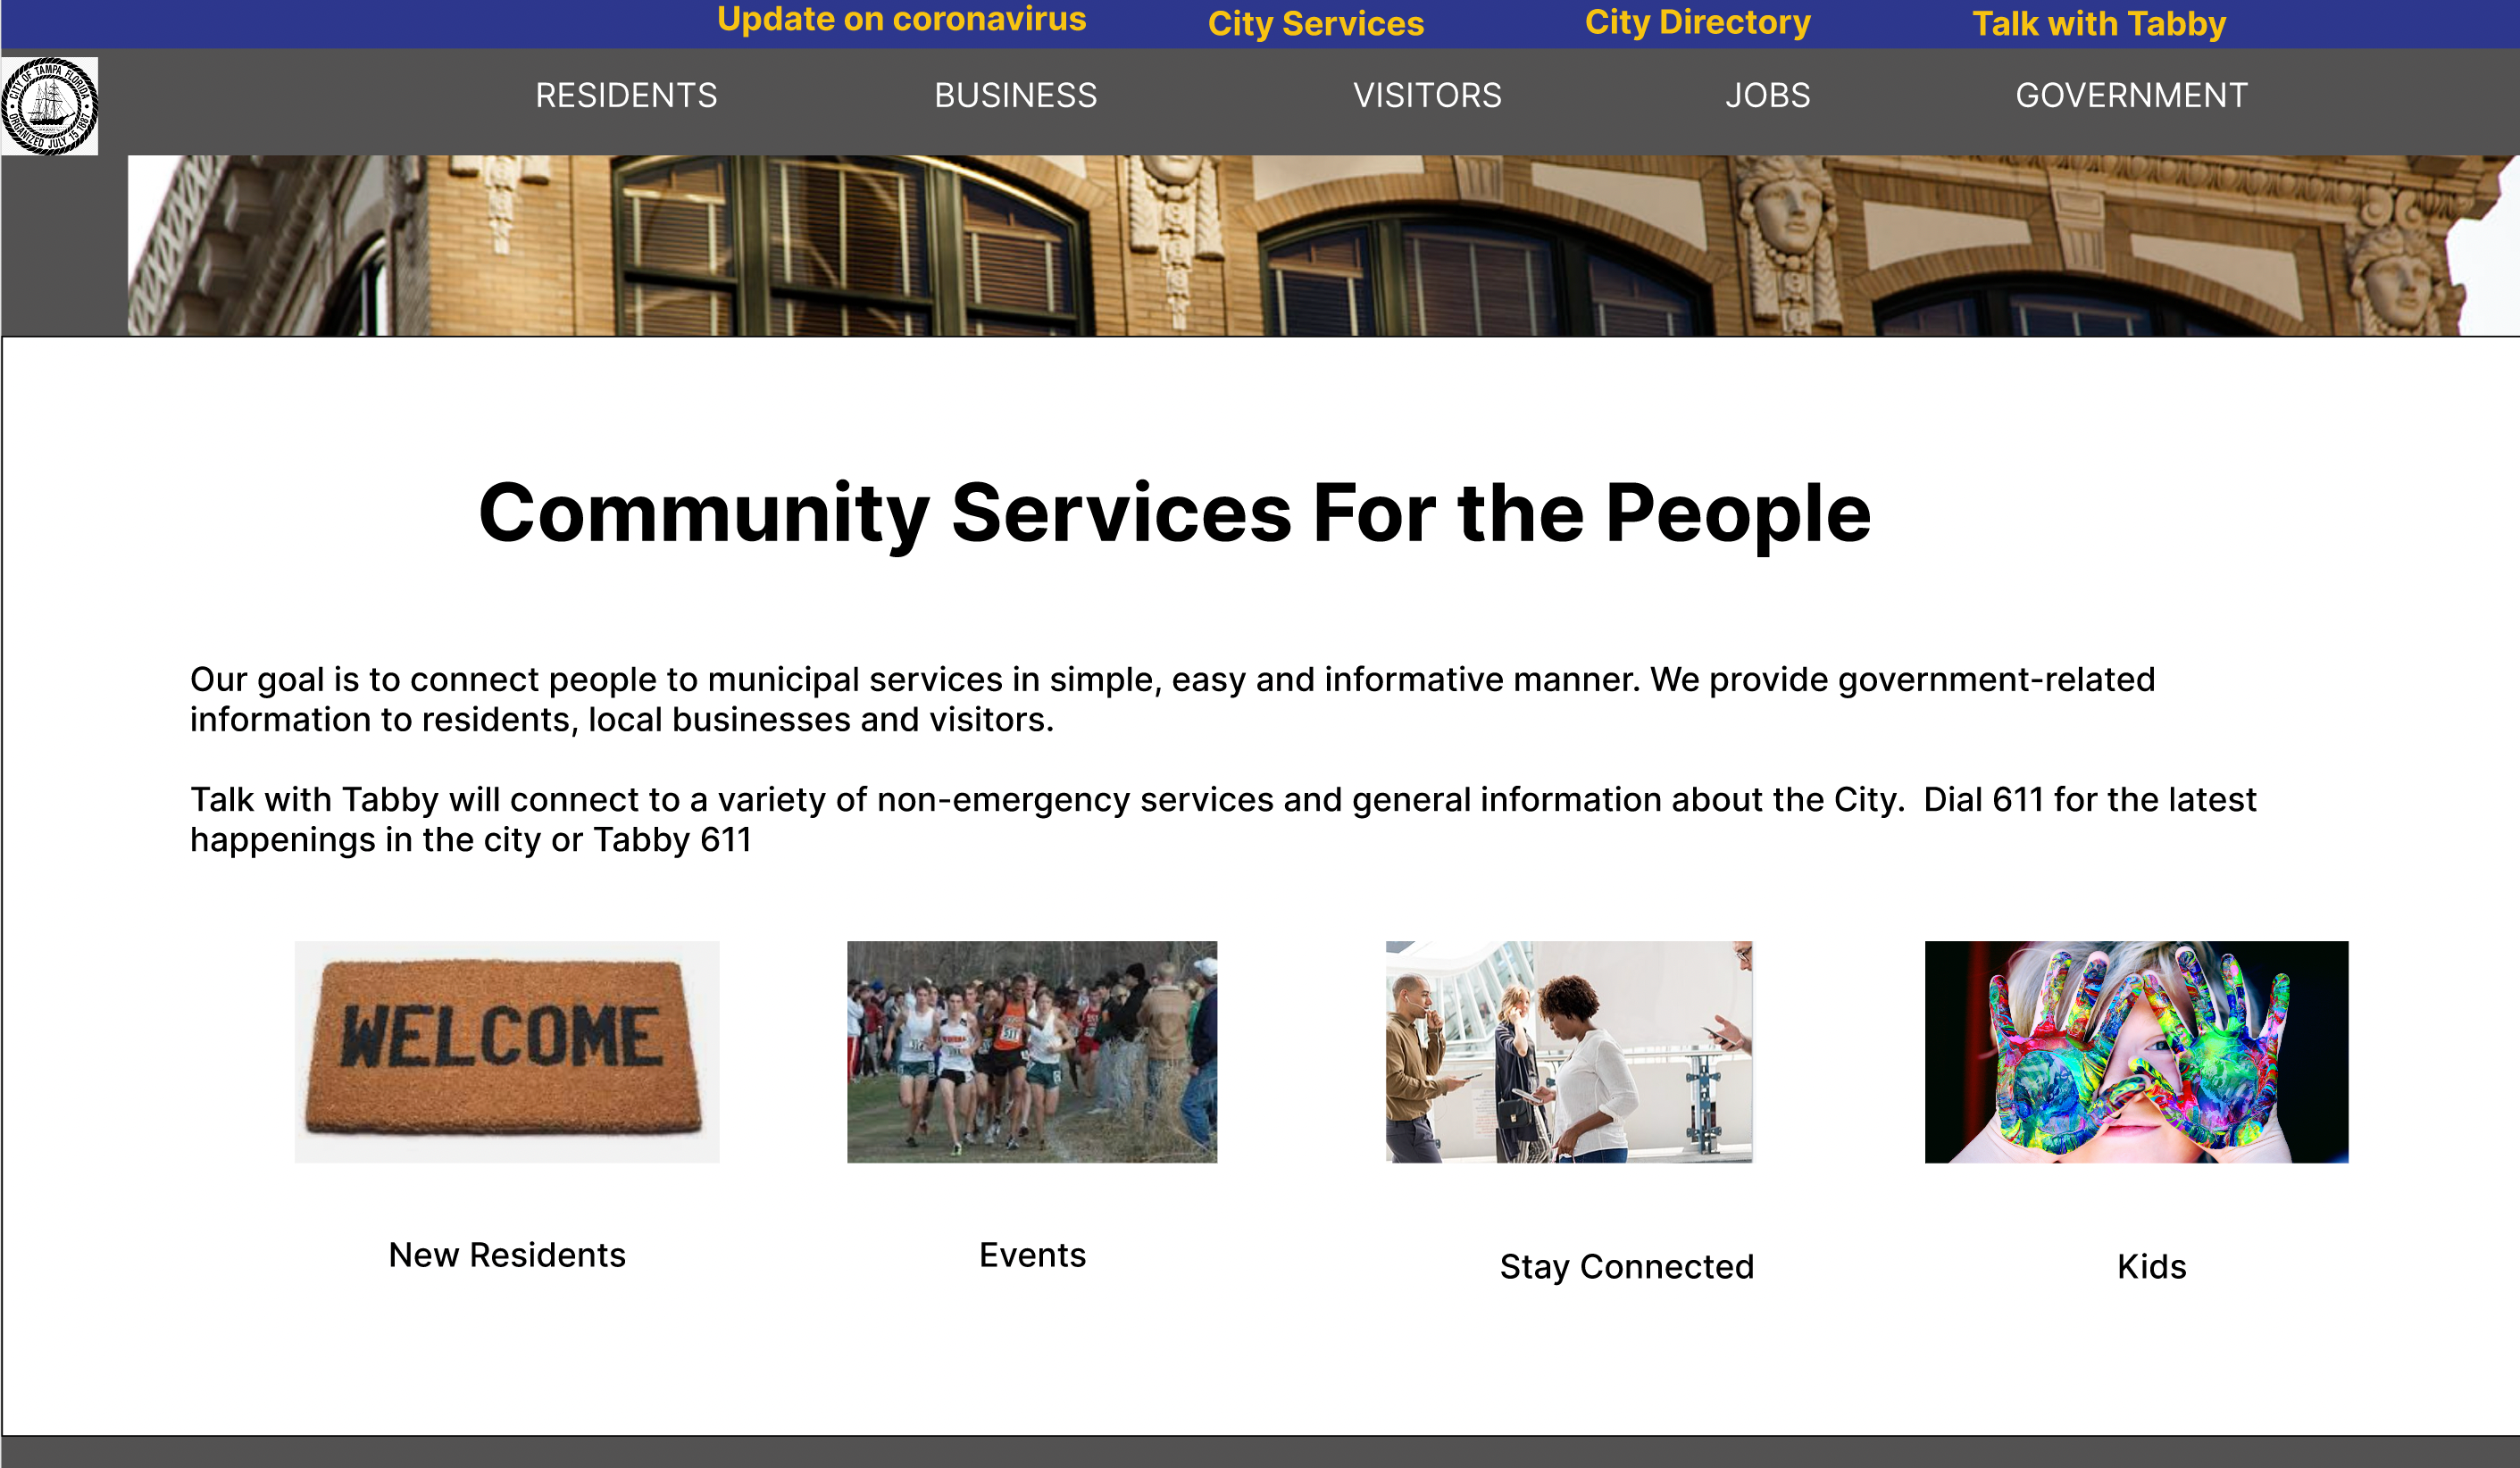 Update on coronavirus City Services City Directory Talk with Tabby
CITY OF TAMPA FLORIDA
ORGANIZED JULY 15 1887
RESIDENTS BUSINESS VISITORS JOBS GOVERNMENT
Community Services For the People
Our goal is to connect people to municipal services in simple, easy and informative manner. We provide government-related
information to residents, local businesses and visitors.
Talk with Tabby will connect to a variety of non-emergency services and general information about the City.  Dial 611 for the latest
happenings in the city or Tabby 611
WELCOME
511
New Residents Events Stay Connected Kids